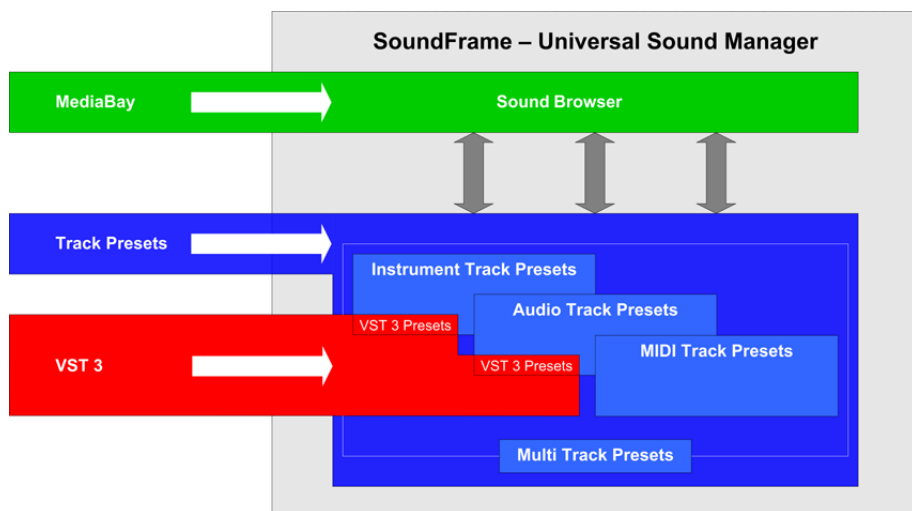 SoundFrame – Universal Sound Manager
MediaBay
Sound Browser
Track Presets
Instrument Track Presets
Audio Track Presets
VST 3 Presets
MIDI Track Presets
VST 3
VST 3 Presets
Multi Track Presets